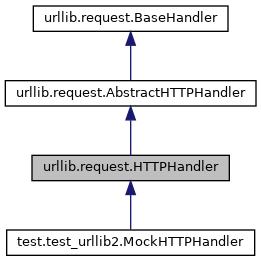 urllib.request.BaseHandler
urllib.request.AbstractHTTPHandler
urllib.request.HTTPHandler
test.test_urllib2.MockHTTPHandler